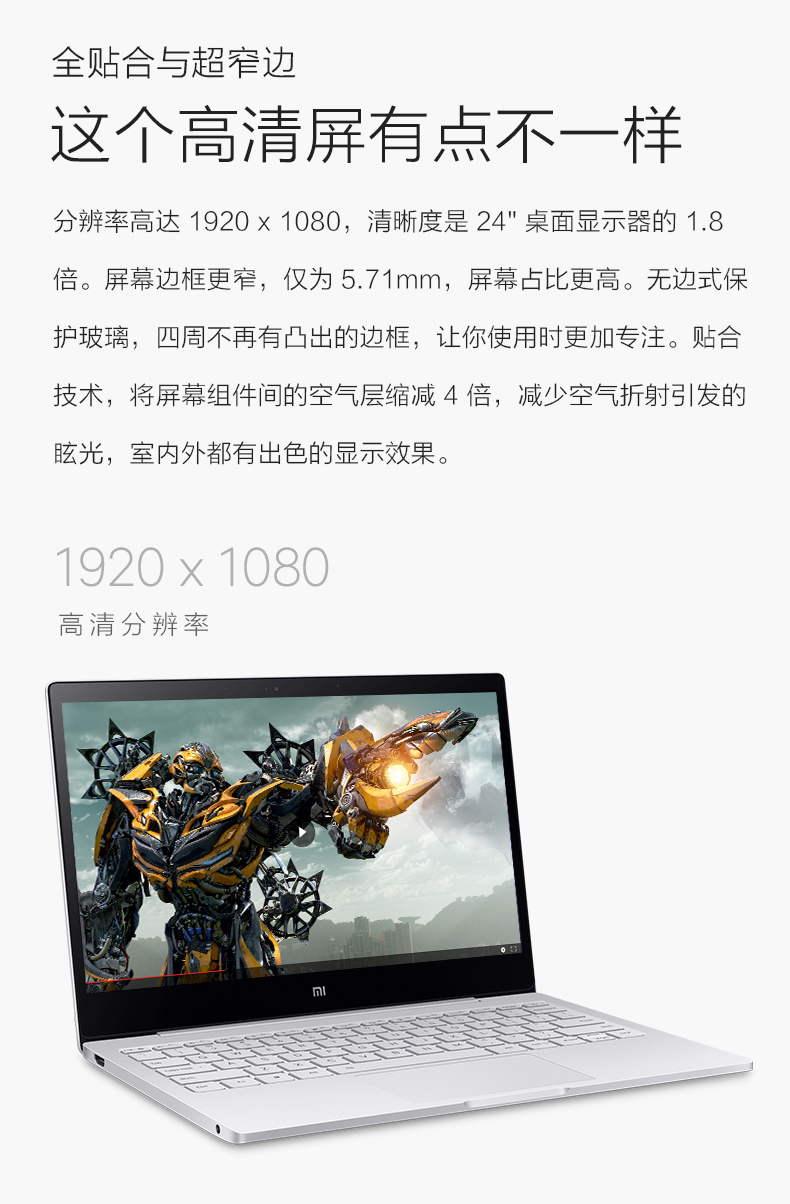 全贴合与超窄边
这个高清屏有点不一样
分辨率高达 1920 x 1080，清晰度是 24" 桌面显示器的 1.8
倍。屏幕边框更窄，仅为 5.71mm，屏幕占比更高。无边式保
护玻璃，四周不再有凸出的边框，让你使用时更加专注。贴合
技术，将屏幕组件间的空气层缩减 4 倍，减少空气折射引发的
眩光，室内外都有出色的显示效果。
1920 x 1080
高清分辨率
mi